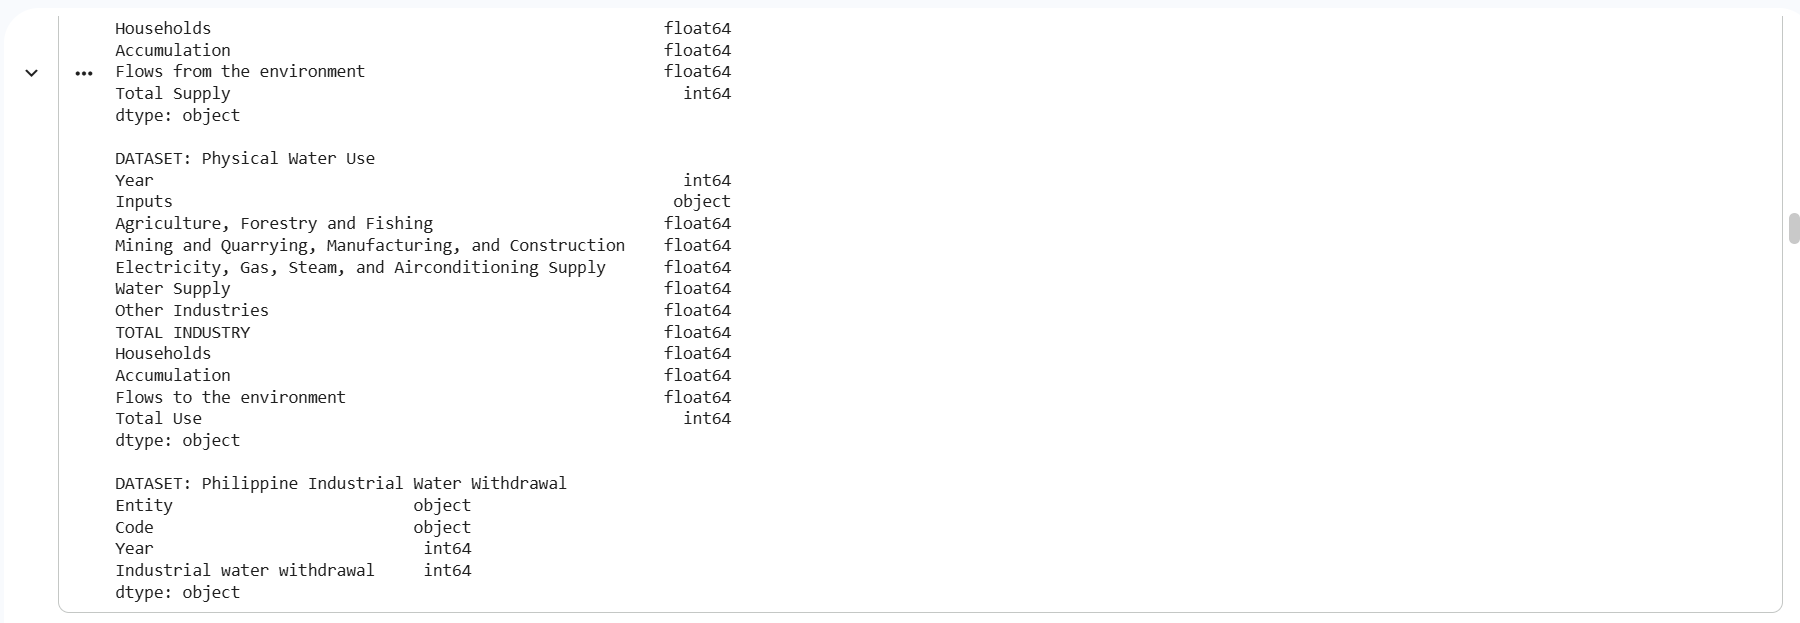 Households                                               float64
Accumulation                                             float64
Flows from the environment                               float64
Total Supply                                               int64
dtype: object

DATASET: Physical Water Use
Year                                                       int64
Inputs                                                    object
Agriculture, Forestry and Fishing                        float64
Mining and Quarrying, Manufacturing, and Construction    float64
Electricity, Gas, Steam, and Airconditioning Supply      float64
Water Supply                                             float64
Other Industries                                         float64
TOTAL INDUSTRY                                           float64
Households                                               float64
Accumulation                                             float64
Flows to the environment                                 float64
Total Use                                                  int64
dtype: object

DATASET: Philippine Industrial Water Withdrawal
Entity                         object
Code                           object
Year                            int64
Industrial water withdrawal     int64
dtype: object